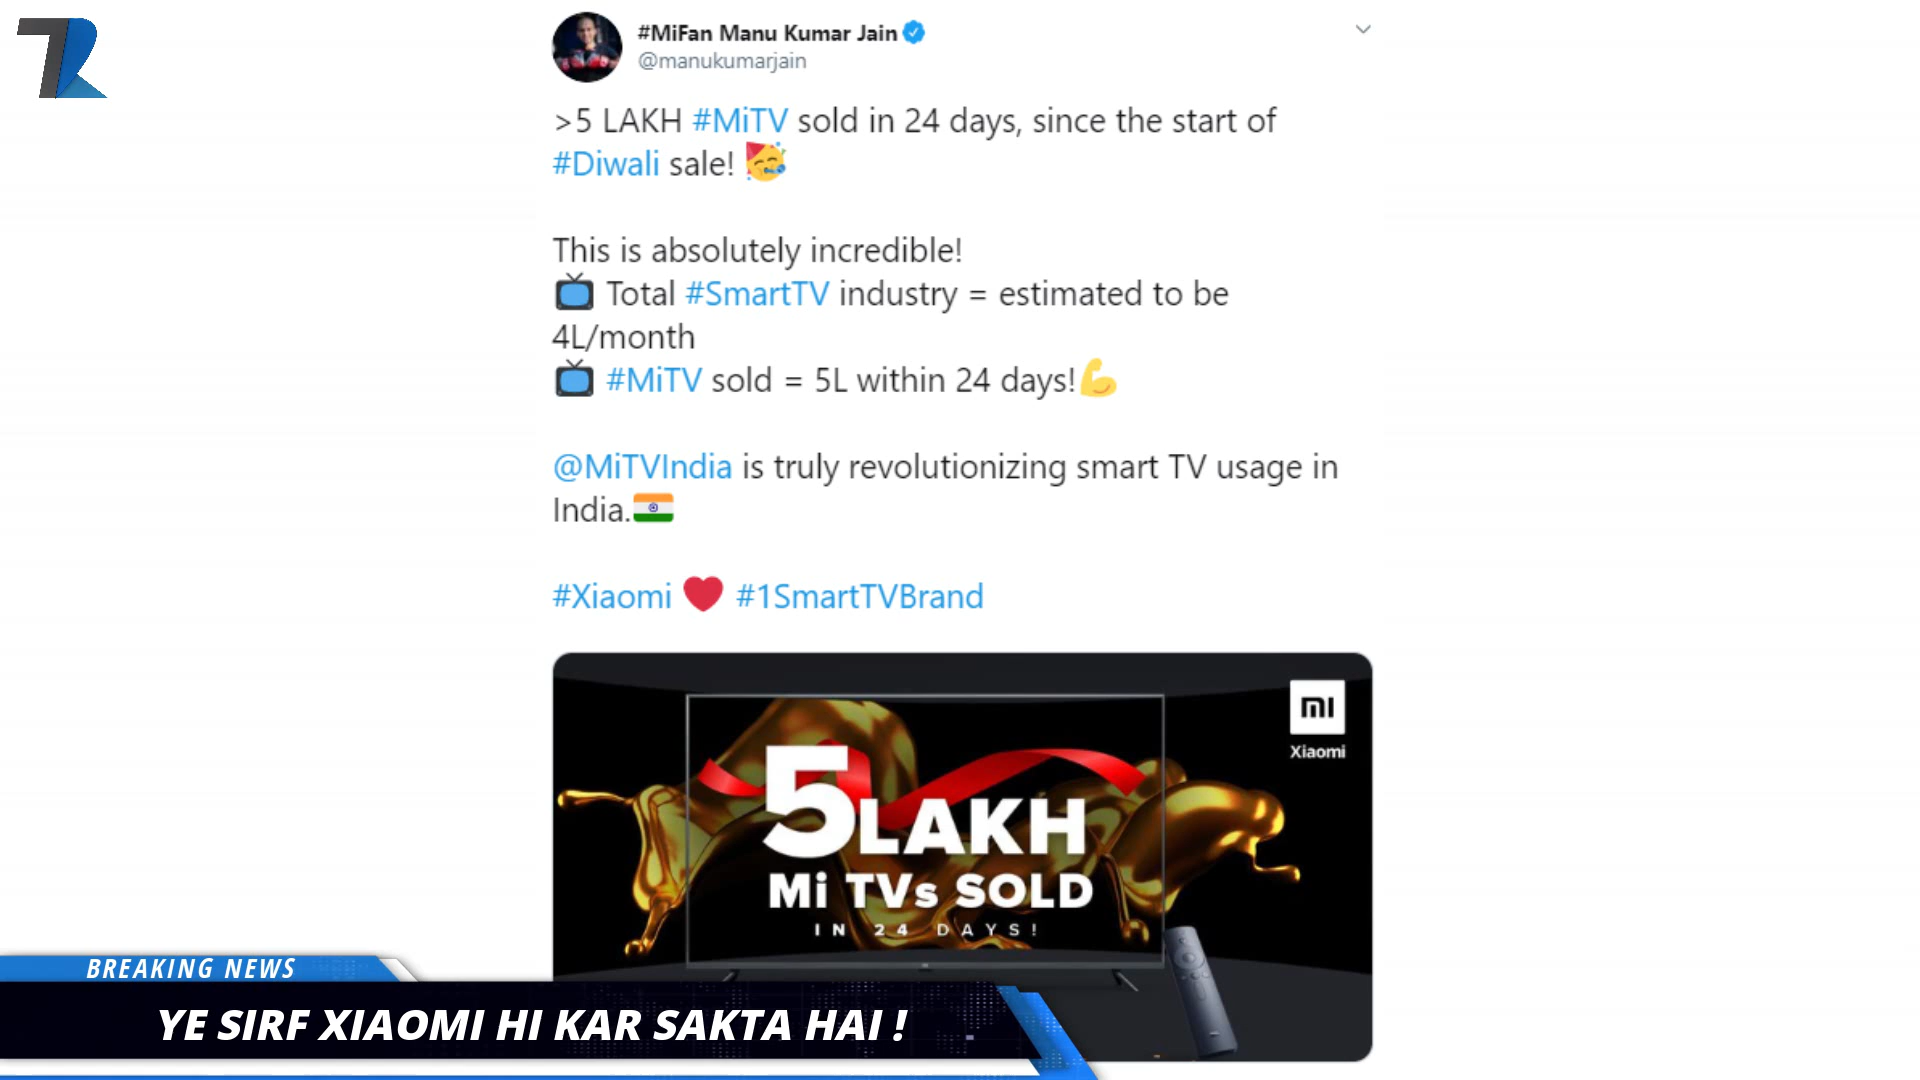 #MiFan Manu Kumar Jain
@manukumarjain
>5 LAKH #MiTV sold in 24 days, since the start of
#Diwali sale! 🥳
This is absolutely incredible!
📺 Total #SmartTV industry = estimated to be
4L/month
📺 #MiTV sold = 5L within 24 days!💪
@MiTVIndia is truly revolutionizing smart TV usage in
India.🇮🇳
#Xiaomi ❤️ #1SmartTVBrand
mi
Xiaomi
5 LAKH
Mi TVs SOLD
IN 24 DAYS!
BREAKING NEWS
YE SIRF XIAOMI HI KAR SAKTA HAI !